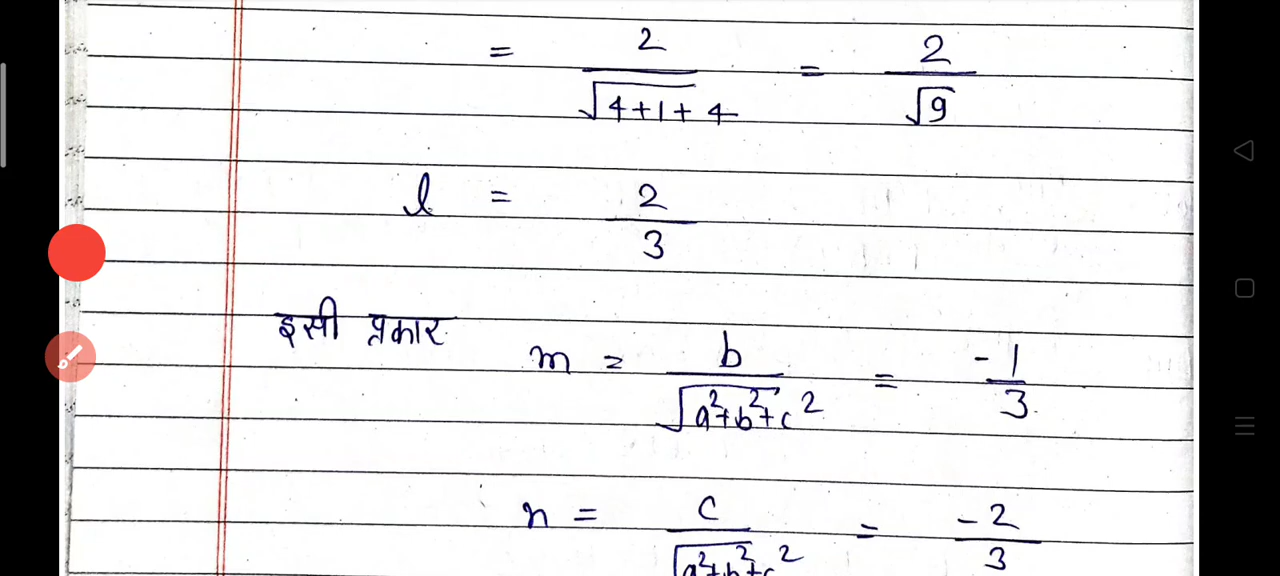 = 2/√(4+1+4) = 2/√9
l = 2/3
इसी प्रकार m = b/√(a²+b²+c²) = -1/3
n = c/√(a²+b²+c²) = -2/3